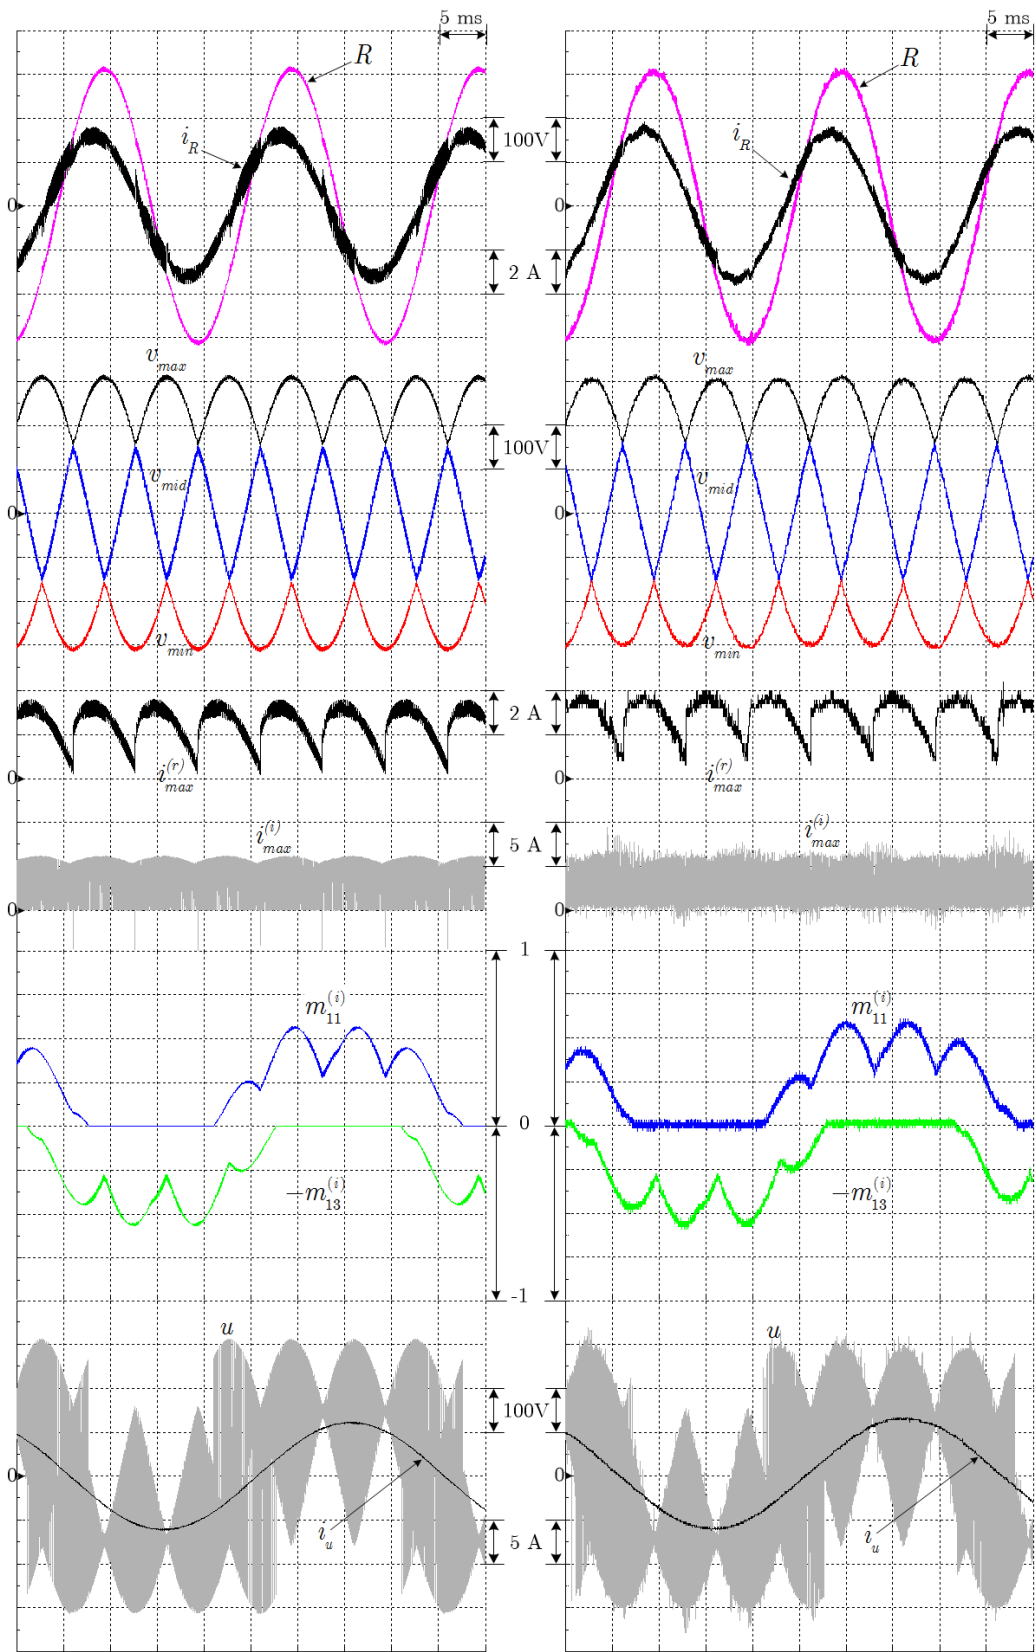 5 ms 5 ms
R R
i_R 100V i_R
0 0
2 A
v_max v_max
100V
v_mid v_mid
0 0
v_min v_min
2 A
0 i_max^(r) 0 i_max^(r)
i_max^(i) 5 A i_max^(i)
0 0
1
m_11^(i) m_11^(i)
0
−m_13^(i) −m_13^(i)
-1
u u
100V
0 0
i_u 5 A i_u